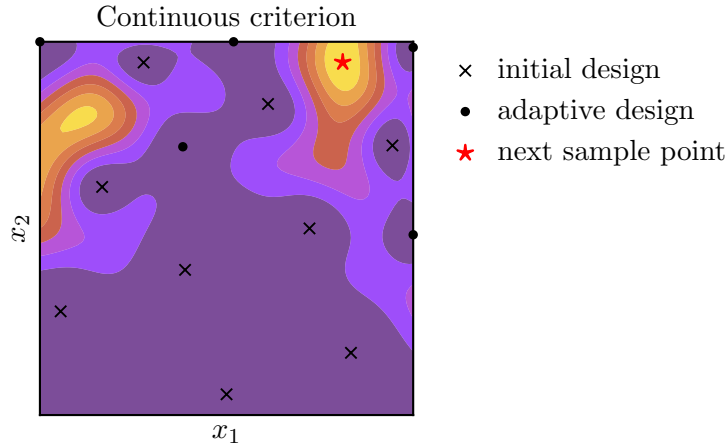 Continuous criterion
initial design
adaptive design
next sample point
x₂
x₁